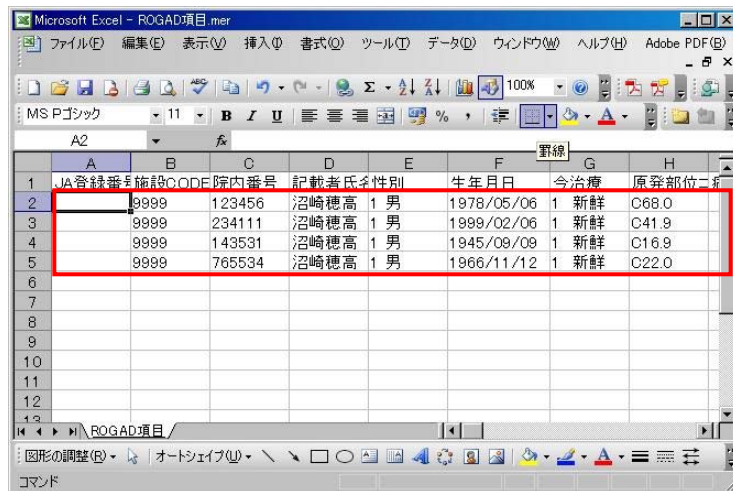 Microsoft Excel - ROGAD項目.mer
ファイル(F) 編集(E) 表示(V) 挿入(I) 書式(O) ツール(T) データ(D) ウィンドウ(W) ヘルプ(H) Adobe PDF(B)
100%
MS Pゴシック 11 B I U % ,
A2 fx
罫線
A B C D E F G H
1 JA登録番号 施設CODE 院内番号 記載者氏名 性別 生年月日 今治療 原発部位ニ
2 9999 123456 沼崎穂高 1 男 1978/05/06 1 新鮮 C68.0
3 9999 234111 沼崎穂高 1 男 1999/02/06 1 新鮮 C41.9
4 9999 143531 沼崎穂高 1 男 1945/09/09 1 新鮮 C16.9
5 9999 765534 沼崎穂高 1 男 1966/11/12 1 新鮮 C22.0
6
7
8
9
10
11
12
13
ROGAD項目
図形の調整(R) オートシェイプ(U)
コマンド